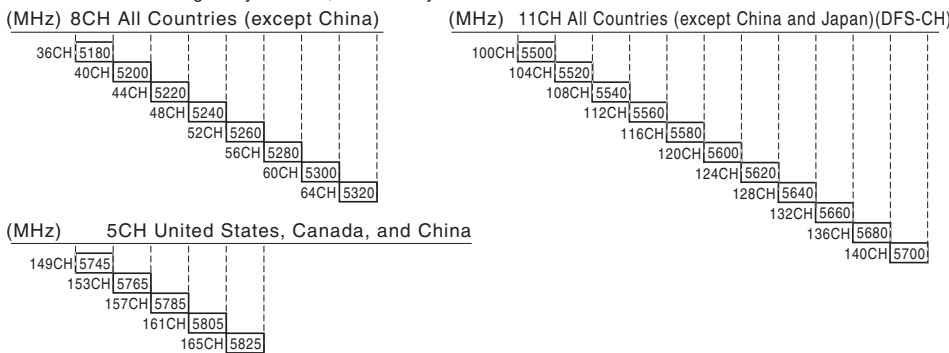 (MHz) 8CH All Countries (except China)
36CH 5180
40CH 5200
44CH 5220
48CH 5240
52CH 5260
56CH 5280
60CH 5300
64CH 5320
(MHz) 11CH All Countries (except China and Japan)(DFS-CH)
100CH 5500
104CH 5520
108CH 5540
112CH 5560
116CH 5580
120CH 5600
124CH 5620
128CH 5640
132CH 5660
136CH 5680
140CH 5700
(MHz) 5CH United States, Canada, and China
149CH 5745
153CH 5765
157CH 5785
161CH 5805
165CH 5825